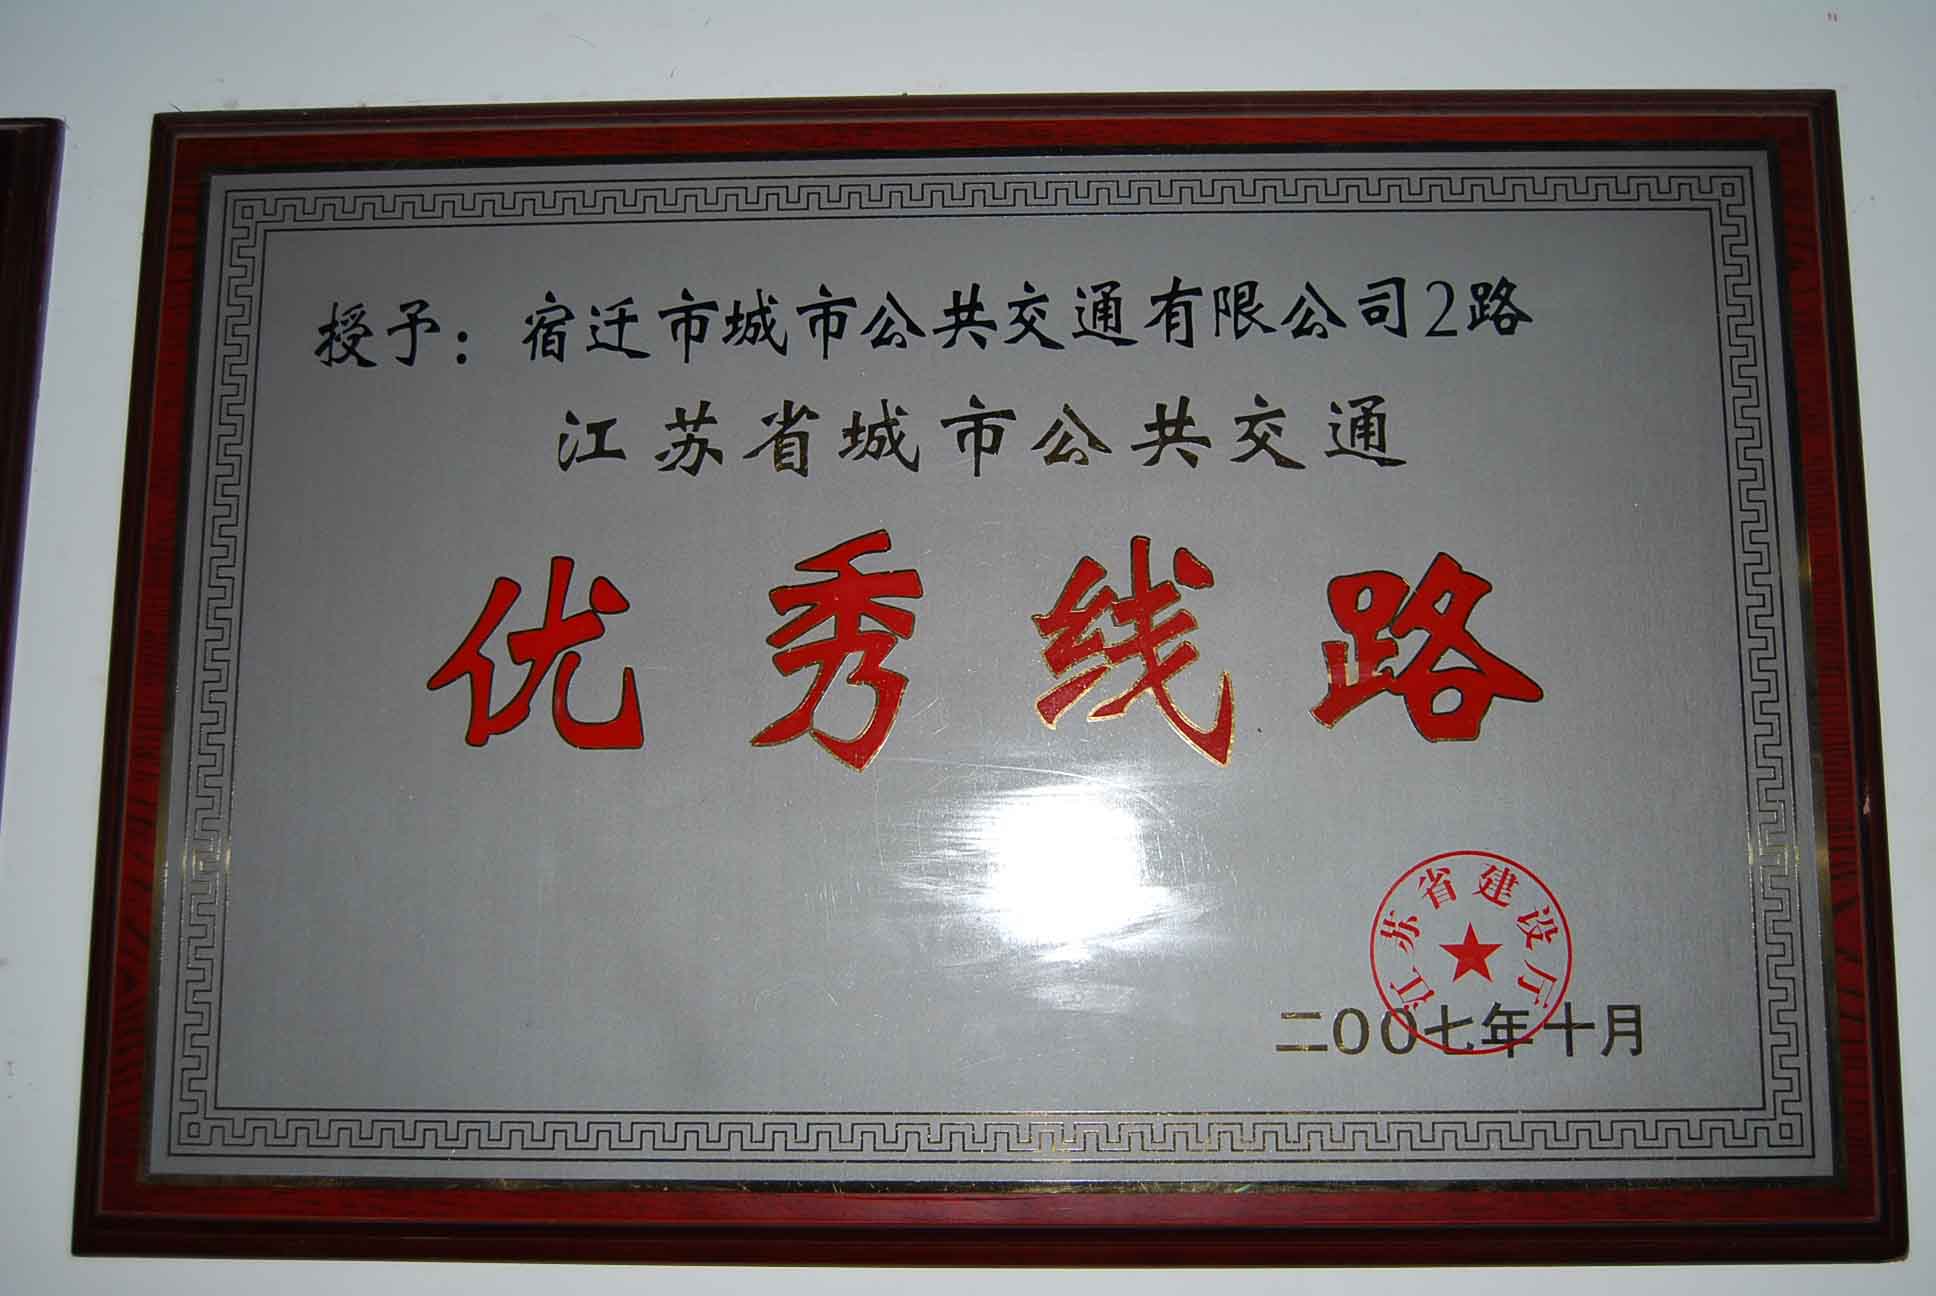 授予：宿迁市城市公共交通有限公司2路
江苏省城市公共交通
优秀线路
江苏省建设厅
二00七年十月